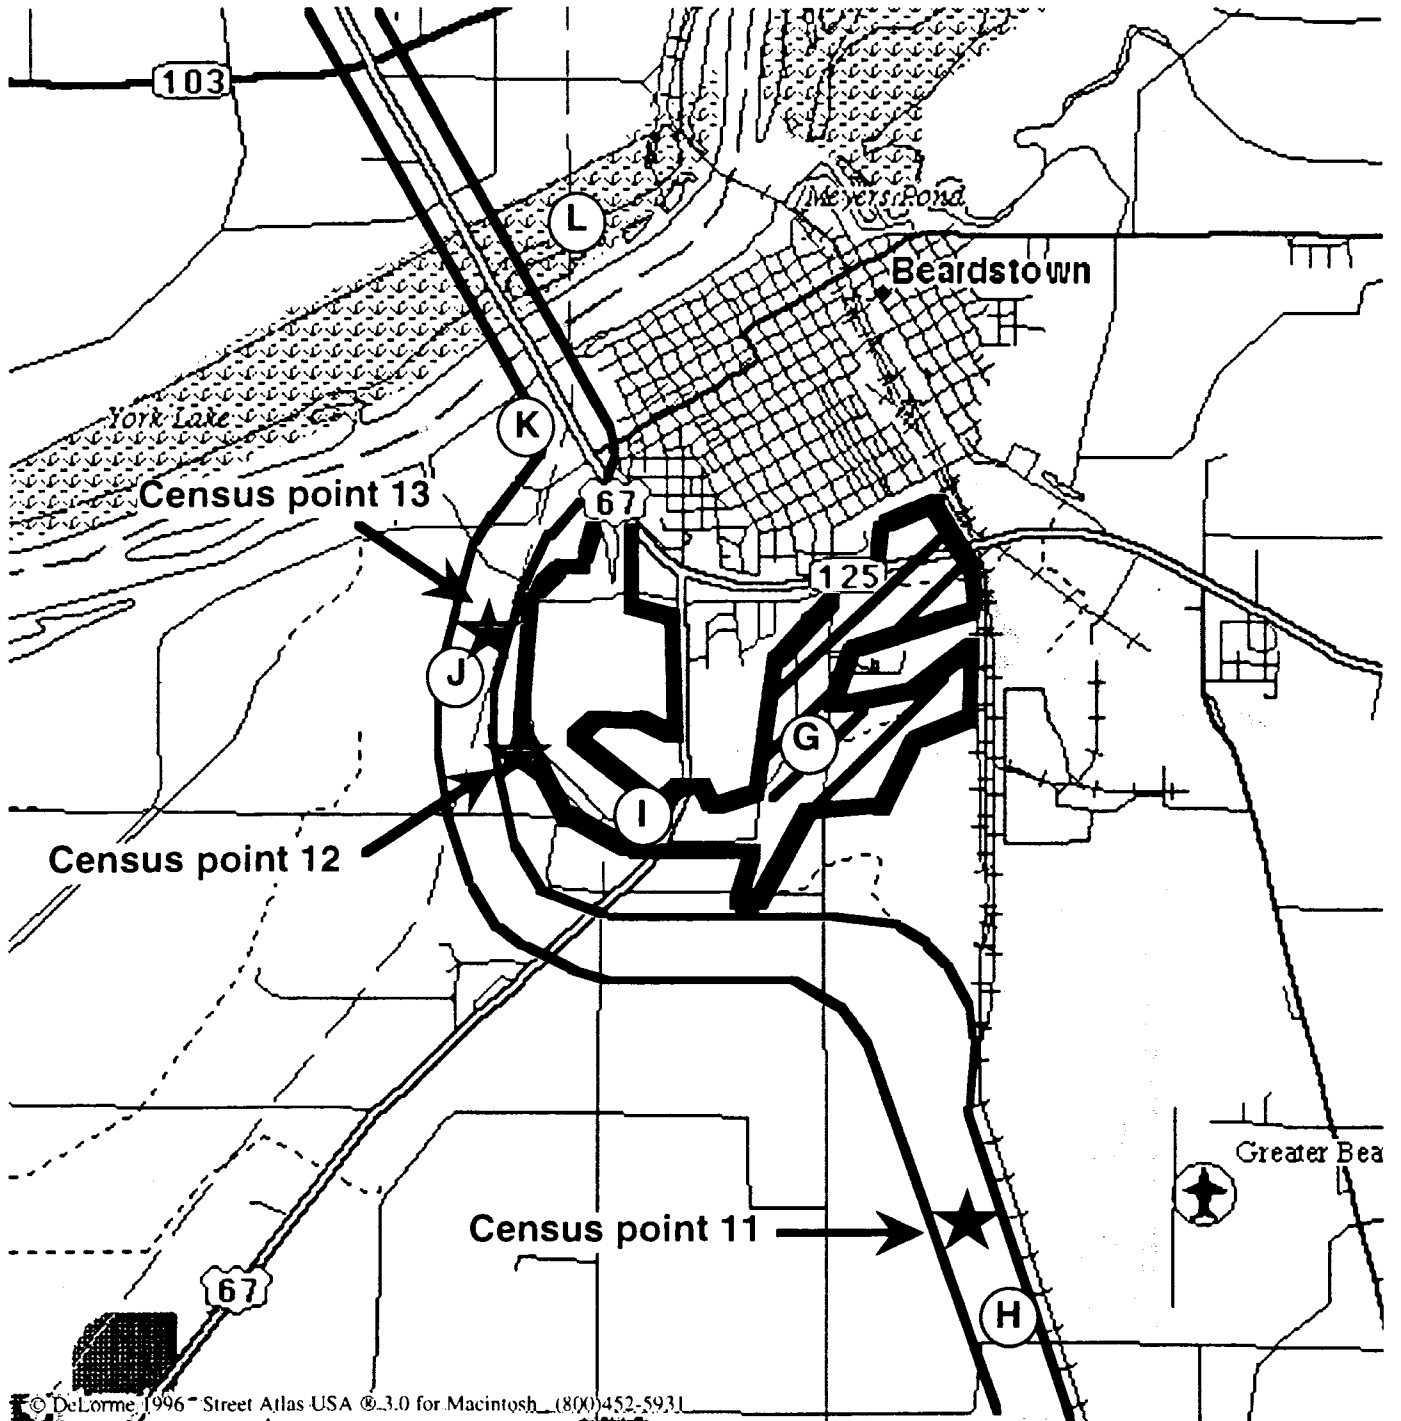 103
L
Meyers Pond
Beardstown
York Lake
K
Census point 13
67
125
J
G
I
Census point 12
Greater Bea
Census point 11
67
H
© DeLorme 1996 Street Atlas USA ® 3.0 for Macintosh (800)452-5931